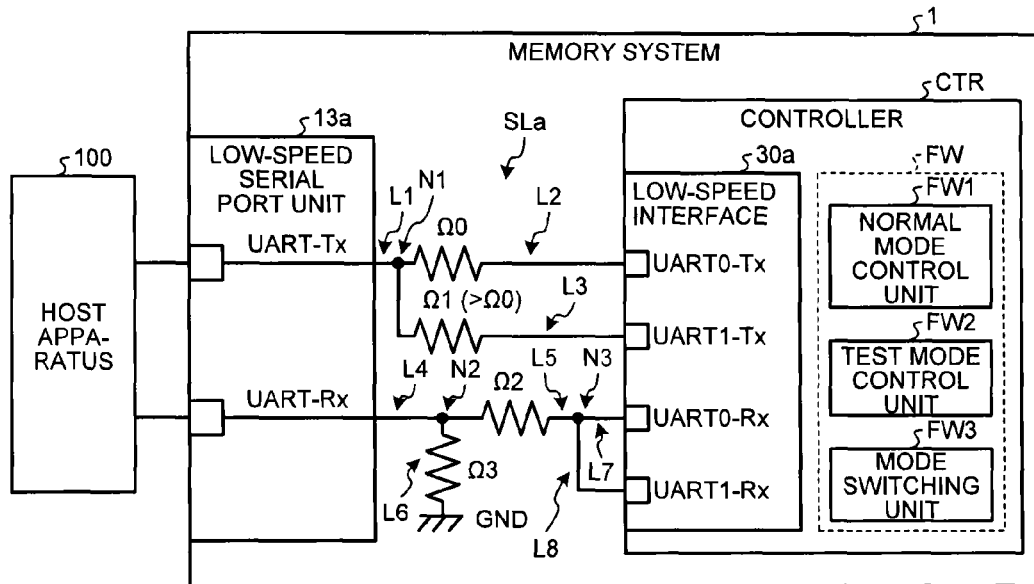 1
MEMORY SYSTEM
CTR
CONTROLLER
13a
LOW-SPEED
SERIAL
PORT UNIT
SLa
30a
LOW-SPEED
INTERFACE
FW
FW1
NORMAL
MODE
CONTROL
UNIT
100
HOST
APPA-
RATUS
UART-Tx
L1
N1
Ω0
L2
UART0-Tx
Ω1 (>Ω0)
L3
UART1-Tx
FW2
TEST MODE
CONTROL
UNIT
UART-Rx
L4
N2
Ω2
L5
N3
UART0-Rx
L7
FW3
MODE
SWITCHING
UNIT
L6
Ω3
GND
L8
UART1-Rx